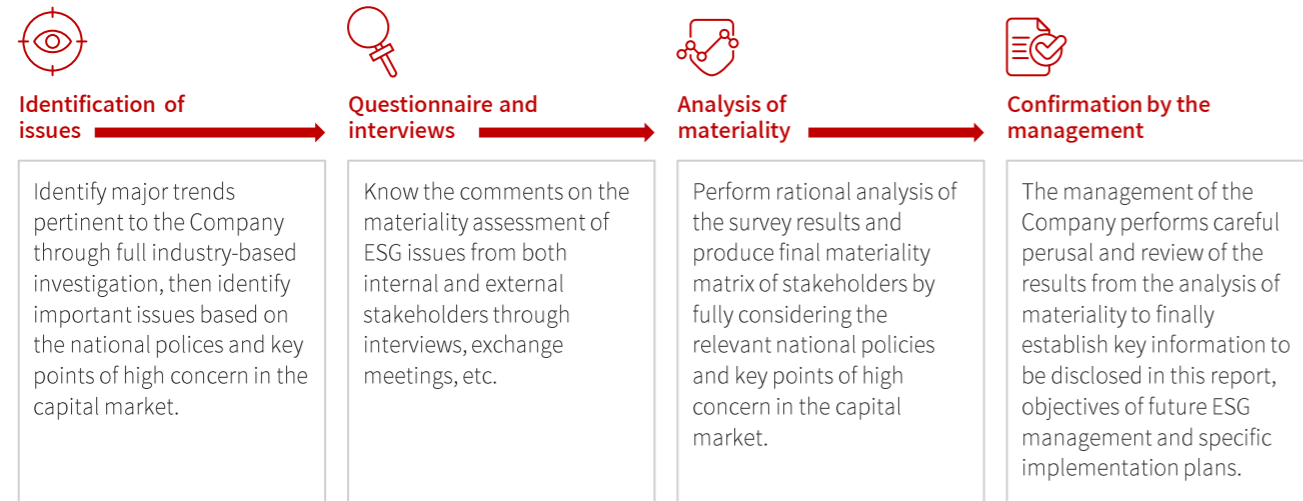 Identification of
issues
Identify major trends
pertinent to the Company
through full industry-based
investigation, then identify
important issues based on
the national polices and key
points of high concern in the
capital market.
Questionnaire and
interviews
Know the comments on the
materiality assessment of
ESG issues from both
internal and external
stakeholders through
interviews, exchange
meetings, etc.
Analysis of
materiality
Perform rational analysis of
the survey results and
produce final materiality
matrix of stakeholders by
fully considering the
relevant national policies
and key points of high
concern in the capital
market.
Confirmation by the
management
The management of the
Company performs careful
perusal and review of the
results from the analysis of
materiality to finally
establish key information to
be disclosed in this report,
objectives of future ESG
management and specific
implementation plans.